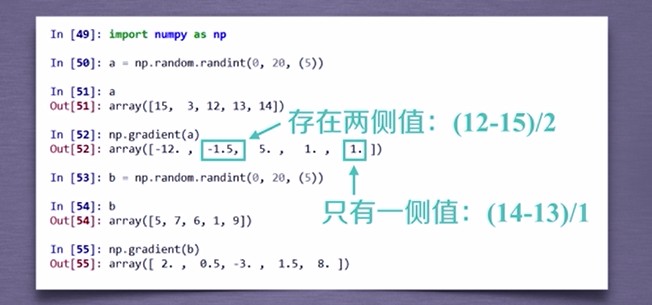 In [49]: import numpy as np
In [50]: a = np.random.randint(0, 20, (5))
In [51]: a
Out[51]: array([15, 3, 12, 13, 14])
In [52]: np.gradient(a)
存在两侧值：(12-15)/2
Out[52]: array([-12. , -1.5, 5. , 1. , 1. ])
In [53]: b = np.random.randint(0, 20, (5))
In [54]: b
只有一侧值：(14-13)/1
Out[54]: array([5, 7, 6, 1, 9])
In [55]: np.gradient(b)
Out[55]: array([ 2. , 0.5, -3. , 1.5, 8. ])